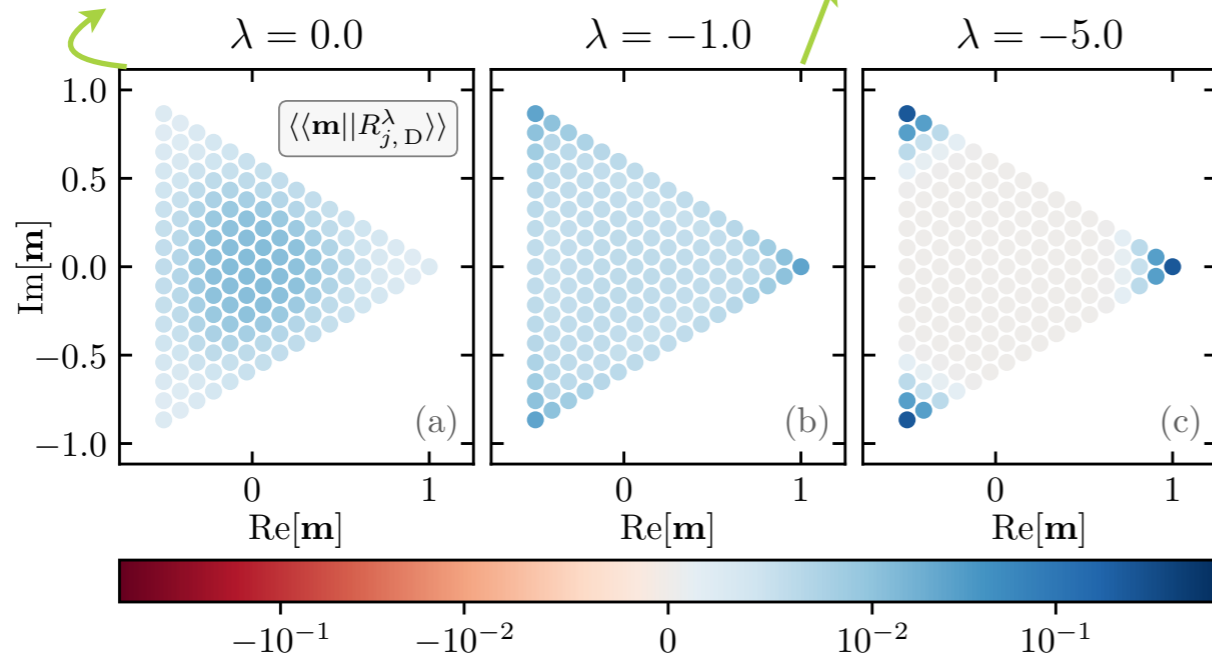 λ = 0.0 λ = −1.0 λ = −5.0
⟨⟨m||R^λ_{j, D}⟩⟩
1.0
0.5
0.0
−0.5
−1.0
Im[m]
(a) (b) (c)
0 1 0 1 0 1
Re[m] Re[m] Re[m]
−10⁻¹ −10⁻² 0 10⁻² 10⁻¹